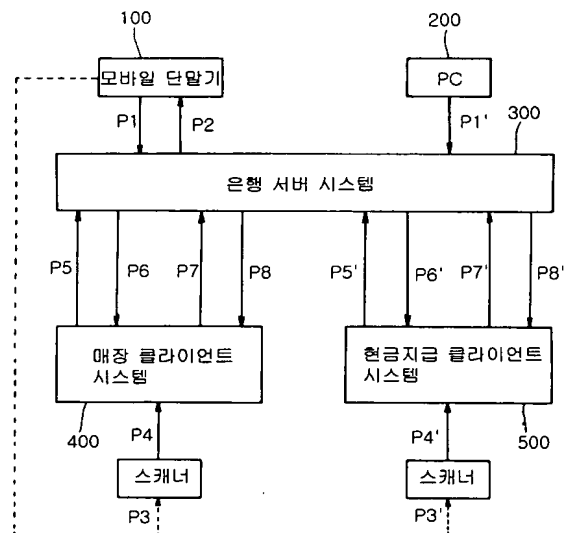 100
200
모바일 단말기
PC
P1
P2
P1'
300
은행 서버 시스템
P5
P6
P7
P8
P5'
P6'
P7'
P8'
매장 클라이언트
시스템
현금지급 클라이언트
시스템
400
P4
P4'
500
스캐너
스캐너
P3
P3'